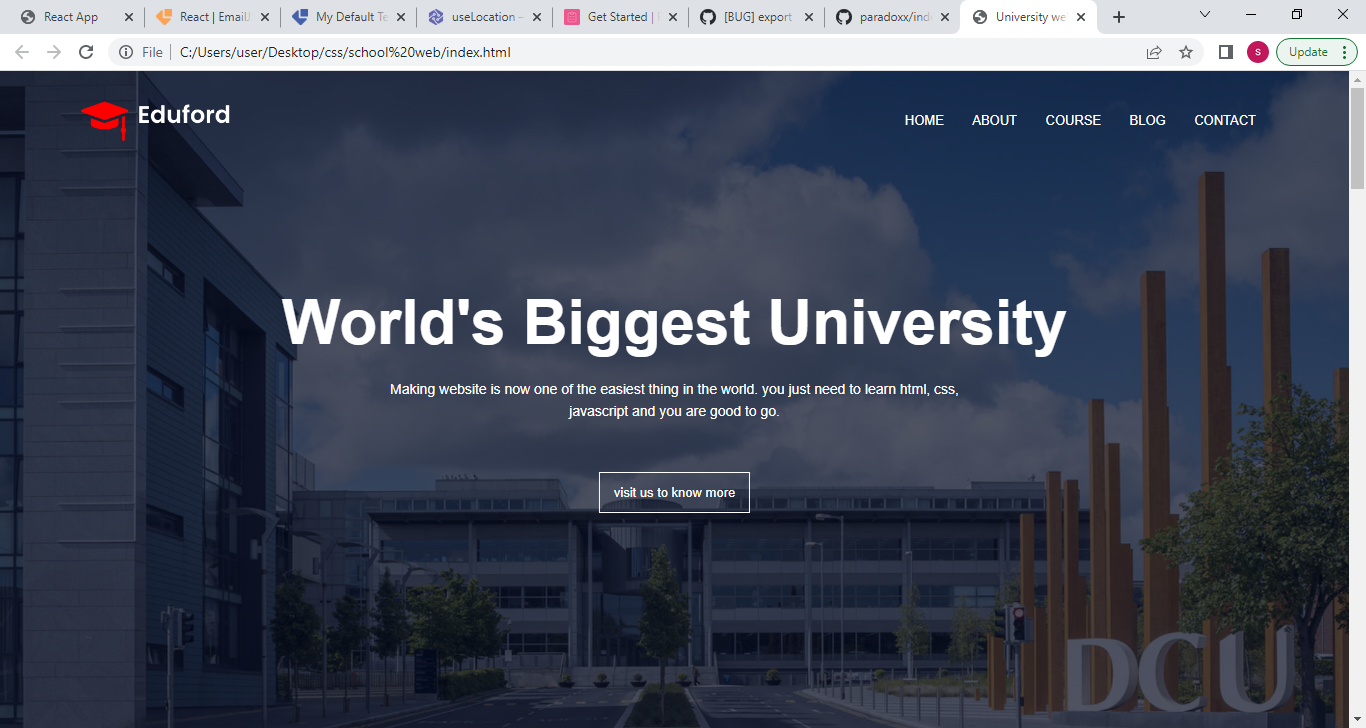 React App
React | EmailJ
My Default Te
useLocation
Get Started |
[BUG] export
paradoxx/ind
University we
File
C:/Users/user/Desktop/css/school%20web/index.html
S
Update
Eduford
HOME ABOUT COURSE BLOG CONTACT
World's Biggest University
Making website is now one of the easiest thing in the world. you just need to learn html, css,
javascript and you are good to go.
visit us to know more
DCU